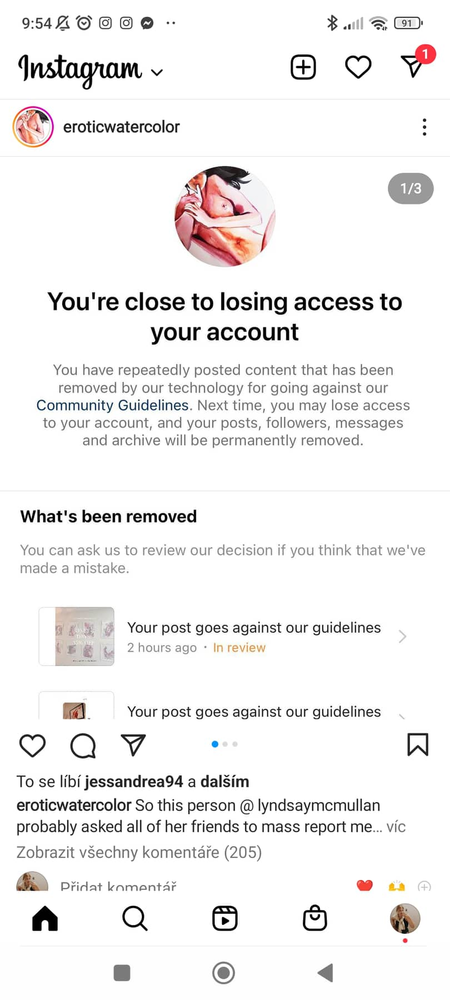 9:54
91
Instagram
1
eroticwatercolor
1/3
You're close to losing access to
your account
You have repeatedly posted content that has been
removed by our technology for going against our
Community Guidelines. Next time, you may lose access
to your account, and your posts, followers, messages
and archive will be permanently removed.
What's been removed
You can ask us to review our decision if you think that we've
made a mistake.
35% OFF
Your post goes against our guidelines
2 hours ago · In review
Your post goes against our guidelines
To se líbí jessandrea94 a dalším
eroticwatercolor So this person @ lyndsaymcmullan
probably asked all of her friends to mass report me... víc
Zobrazit všechny komentáře (205)
Přidat komentář